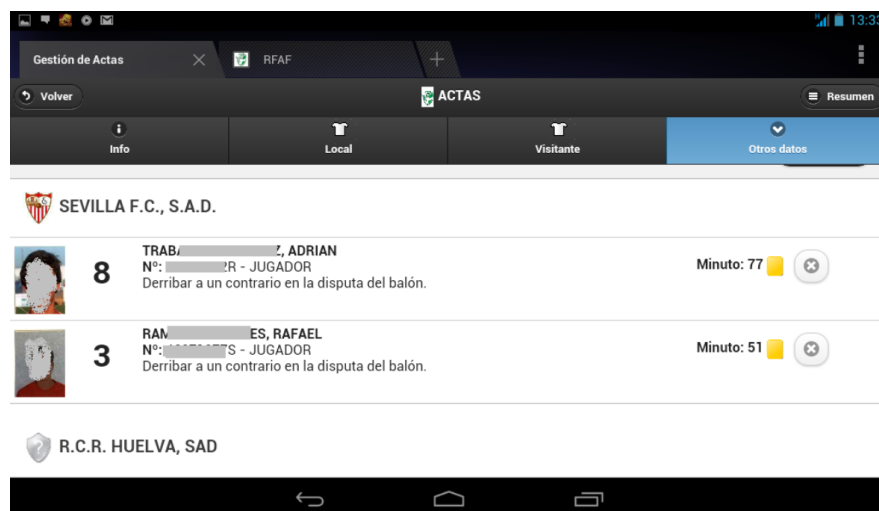 13:33
Gestión de Actas
RFAF
Volver
ACTAS
Resumen
Info
Local
Visitante
Otros datos
SEVILLA F.C., S.A.D.
8
TRAB Z, ADRIAN
Nº: 2R - JUGADOR
Derribar a un contrario en la disputa del balón.
Minuto: 77
3
RAM ES, RAFAEL
Nº: S - JUGADOR
Derribar a un contrario en la disputa del balón.
Minuto: 51
R.C.R. HUELVA, SAD